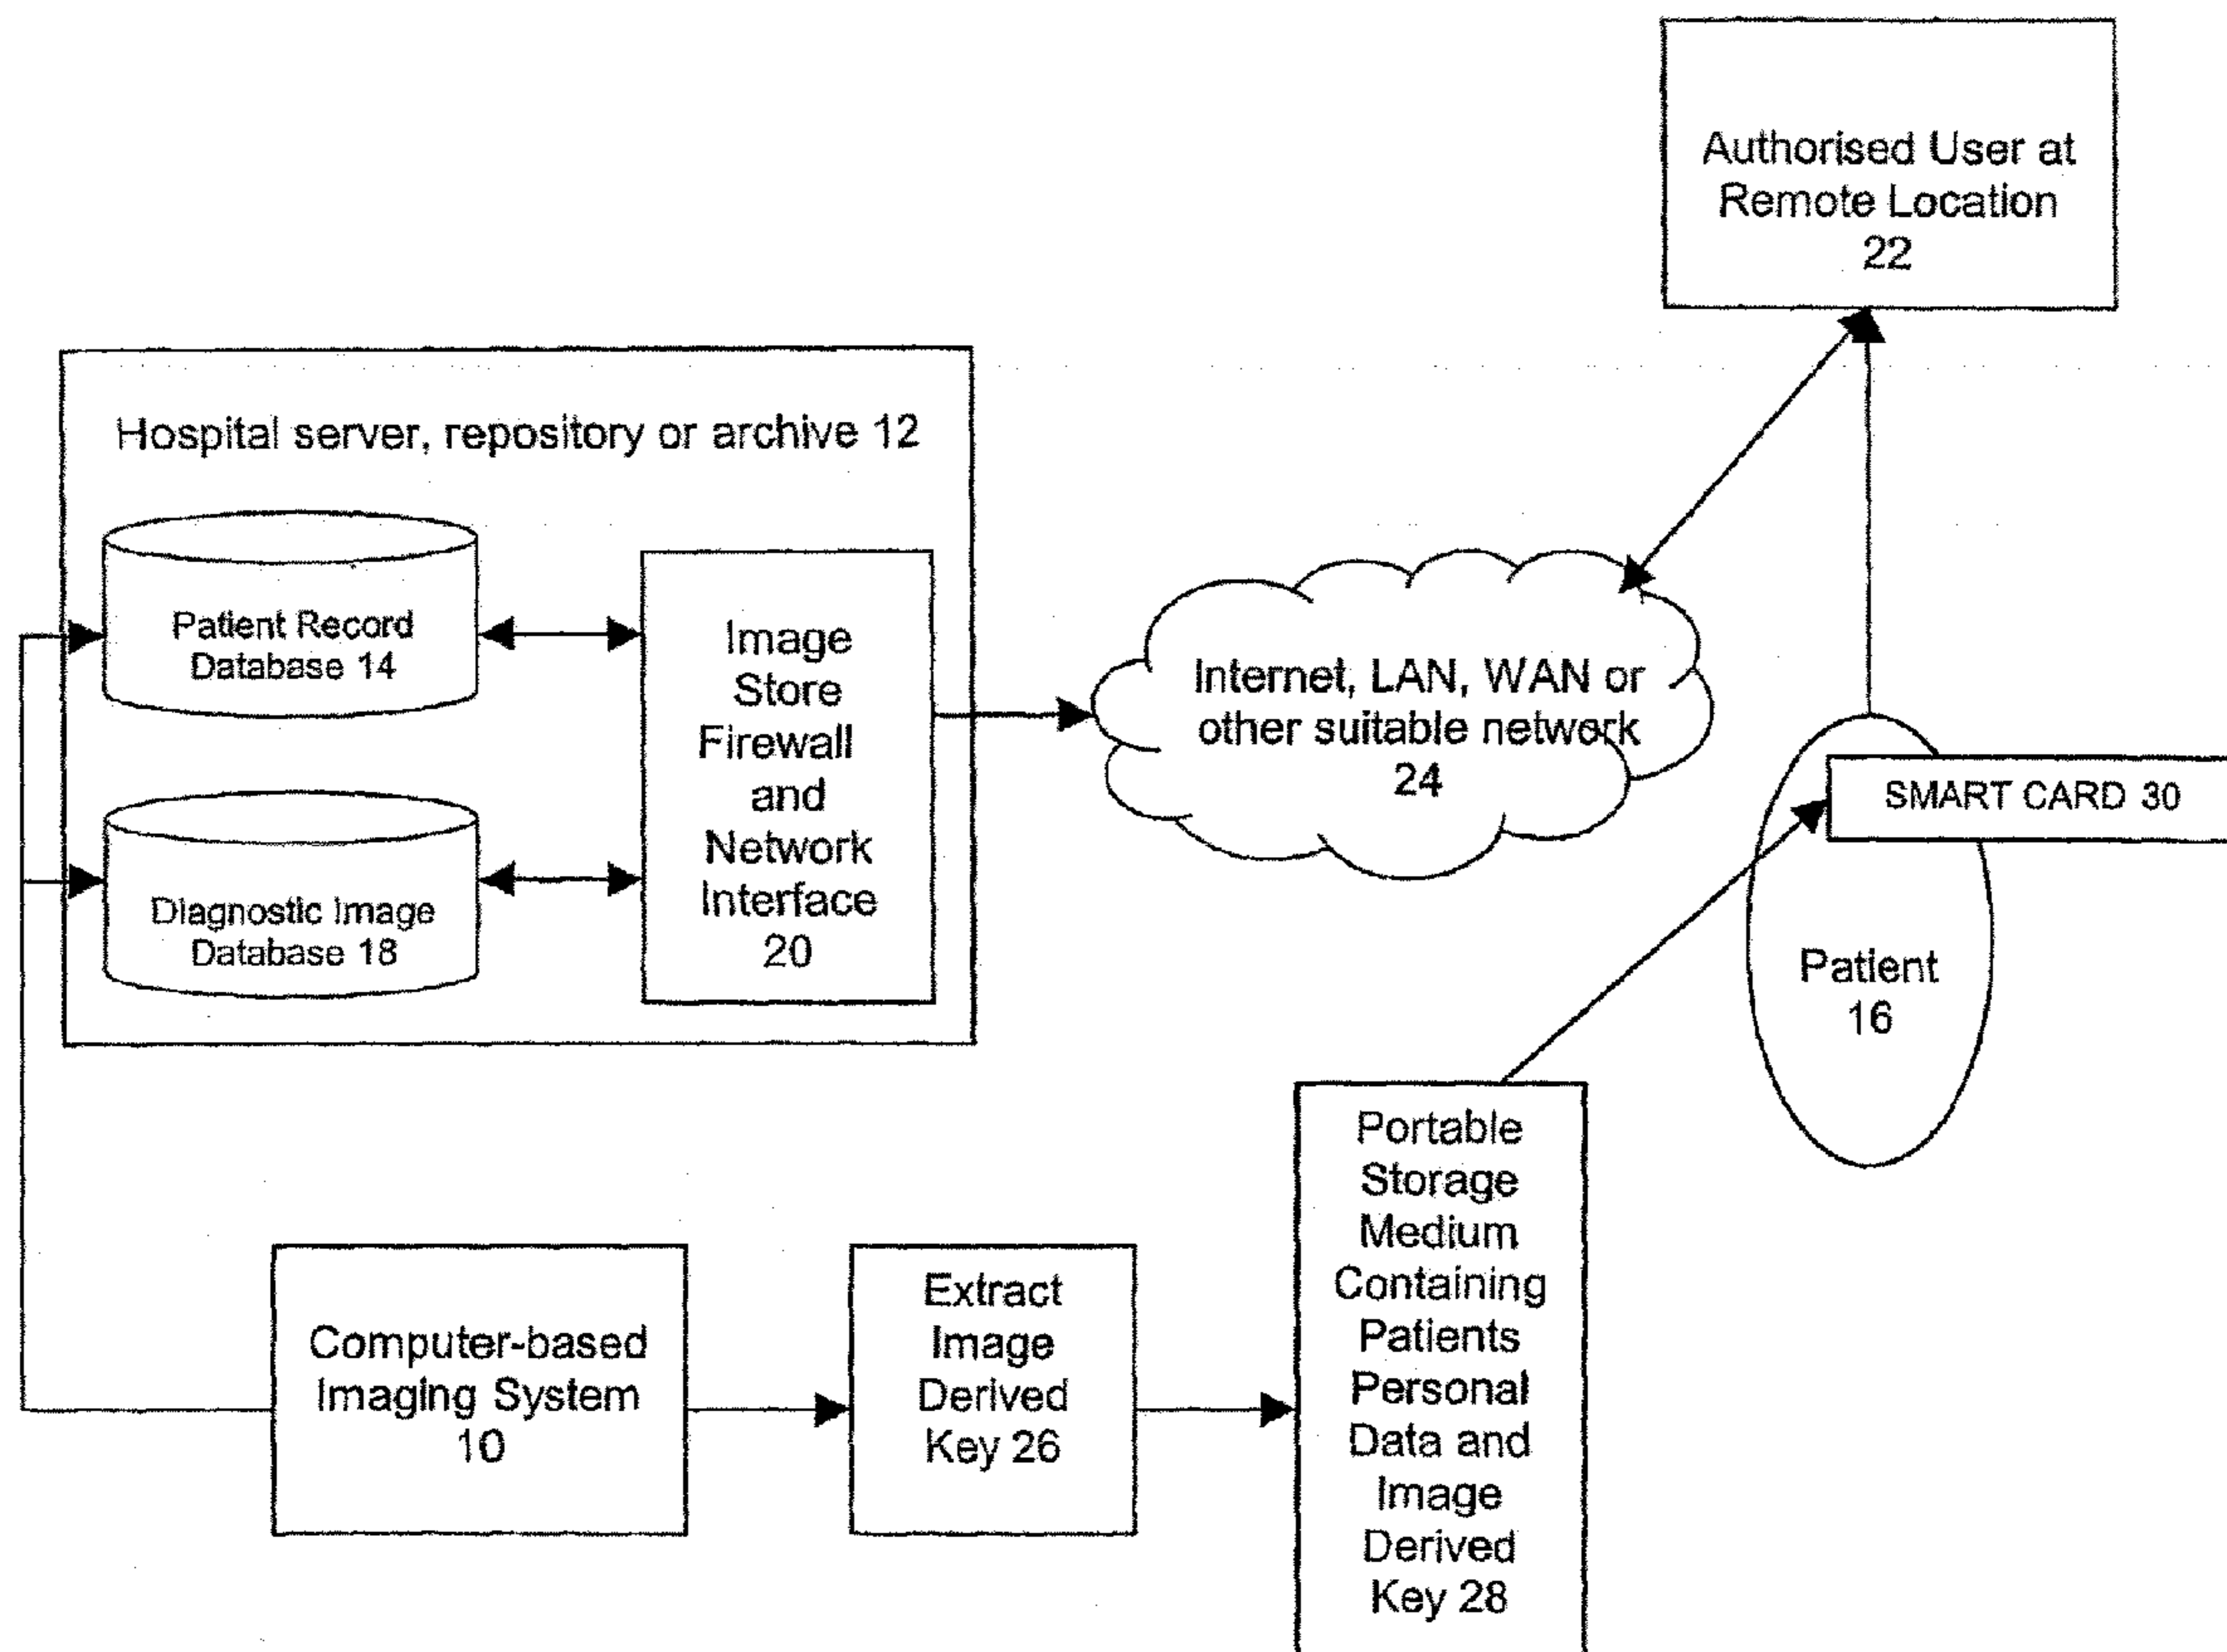 Authorised User at
Remote Location
22
Hospital server, repository or archive 12
Patient Record
Database 14
Image
Store
Firewall
and
Network
Interface
20
Diagnostic Image
Database 18
Internet, LAN, WAN or
other suitable network
24
SMART CARD 30
Patient
16
Computer-based
Imaging System
10
Extract
Image
Derived
Key 26
Portable
Storage
Medium
Containing
Patients
Personal
Data and
Image
Derived
Key 28